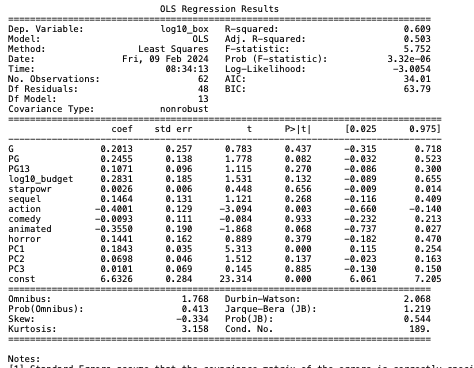 OLS Regression Results
==============================================================================
Dep. Variable: log10_box R-squared: 0.609
Model: OLS Adj. R-squared: 0.503
Method: Least Squares F-statistic: 5.752
Date: Fri, 09 Feb 2024 Prob (F-statistic): 3.32e-06
Time: 08:34:13 Log-Likelihood: -3.0054
No. Observations: 62 AIC: 34.01
Df Residuals: 48 BIC: 63.79
Df Model: 13
Covariance Type: nonrobust
==============================================================================
coef std err t P>|t| [0.025 0.975]
------------------------------------------------------------------------------
G 0.2013 0.257 0.783 0.437 -0.315 0.718
PG 0.2455 0.138 1.778 0.082 -0.032 0.523
PG13 0.1071 0.096 1.115 0.270 -0.086 0.300
log10_budget 0.2831 0.185 1.531 0.132 -0.089 0.655
starpowr 0.0026 0.006 0.448 0.656 -0.009 0.014
sequel 0.1464 0.131 1.121 0.268 -0.116 0.409
action -0.4001 0.129 -3.094 0.003 -0.660 -0.140
comedy -0.0093 0.111 -0.084 0.933 -0.232 0.213
animated -0.3550 0.190 -1.868 0.068 -0.737 0.027
horror 0.1441 0.162 0.889 0.379 -0.182 0.470
PC1 0.1843 0.035 5.313 0.000 0.115 0.254
PC2 0.0698 0.046 1.512 0.137 -0.023 0.163
PC3 0.0101 0.069 0.145 0.885 -0.130 0.150
const 6.6326 0.284 23.314 0.000 6.061 7.205
==============================================================================
Omnibus: 1.768 Durbin-Watson: 2.068
Prob(Omnibus): 0.413 Jarque-Bera (JB): 1.219
Skew: -0.334 Prob(JB): 0.544
Kurtosis: 3.158 Cond. No. 189.
==============================================================================
Notes: